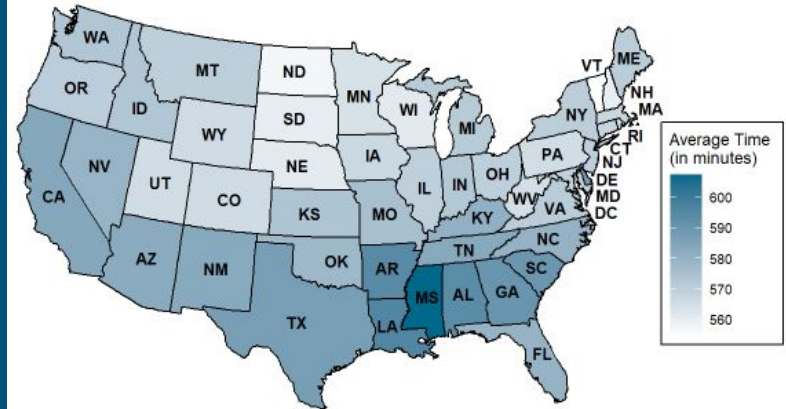 WA
OR
ID
MT
ND
MN
SD
WI
WY
NE
IA
MI
NV
UT
CO
CA
KS
MO
IL
IN
OH
PA
NY
VT
ME
NH
MA
RI
CT
NJ
DE
MD
DC
WV
VA
KY
NC
TN
AZ
NM
OK
AR
SC
TX
LA
MS
AL
GA
FL
Average Time
(in minutes)
600
590
580
570
560